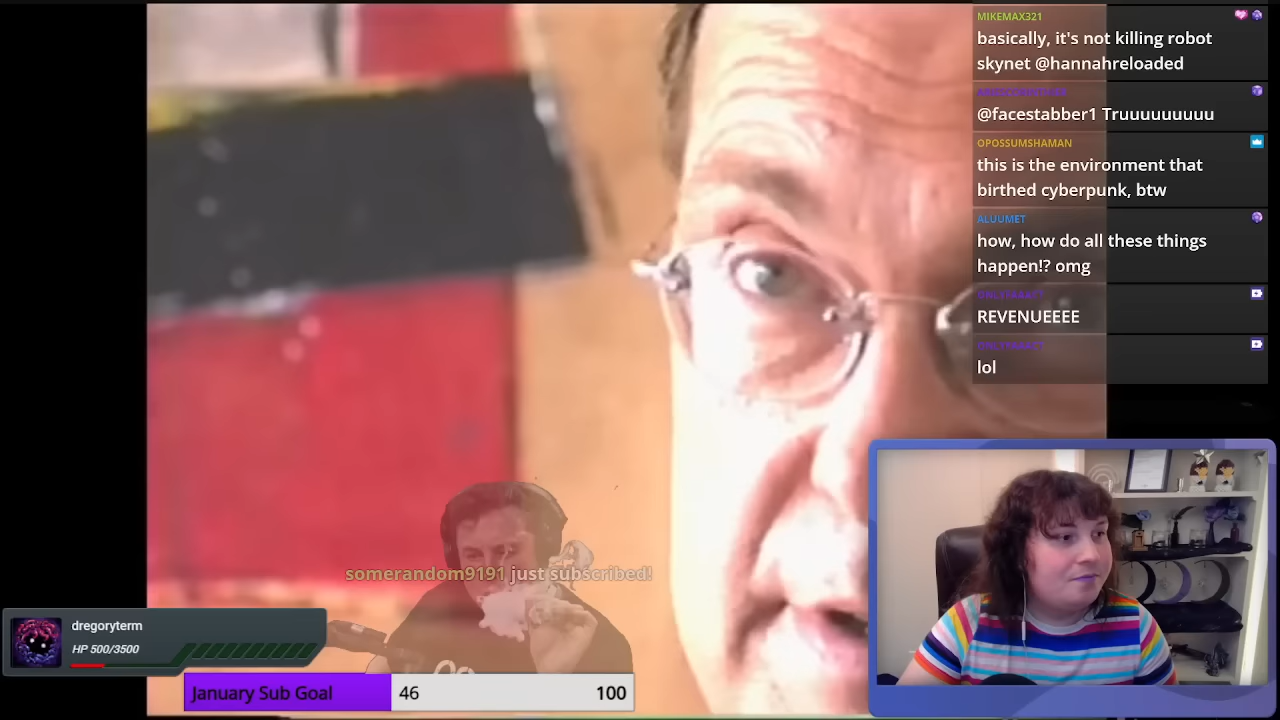 MIKEMAX321
basically, it's not killing robot
skynet @hannahreloaded
@facestabber1 Truuuuuuuuu
OPOSSUMSHAMAN
this is the environment that
birthed cyberpunk, btw
ALUUMET
how, how do all these things
happen!? omg
REVENUEEEE
lol
somerandom9191 just subscribed!
dregoryterm
HP 500/3500
January Sub Goal 46 100